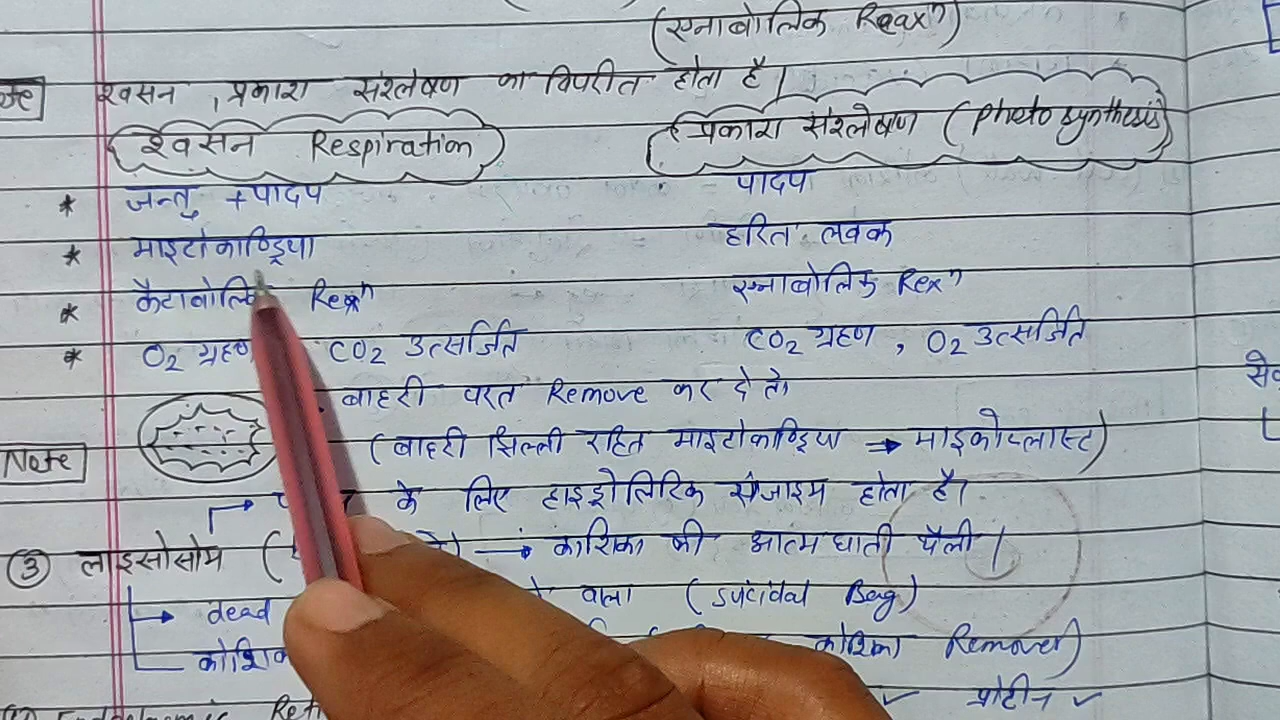 (एनाबोलिक Reaxⁿ)
श्वसन, प्रकाश संश्लेषण का विपरीत होता है।
श्वसन Respiration
प्रकाश संश्लेषण (Photosynthesis)
* जन्तु + पादप
पादप
* माइटोकाण्ड्रिया
हरित लवक
* कैटाबोलिक Rexⁿ
एनाबोलिक Rexⁿ
* O₂ ग्रहण CO₂ उत्सर्जित
CO₂ ग्रहण, O₂ उत्सर्जित
बाहरी परत Remove कर दे तो
Note (बाहरी झिल्ली रहित माइटोकाण्ड्रिया → माइकोप्लास्ट)
के लिए हाइड्रोलिटिक एंजाइम होता है।
③ लाइसोसोम ( → कोशिका की आत्मघाती थैली।
→ dead वाला (Suicidal Bag)
कोशिका Remover)
✓ प्रोटीन ✓